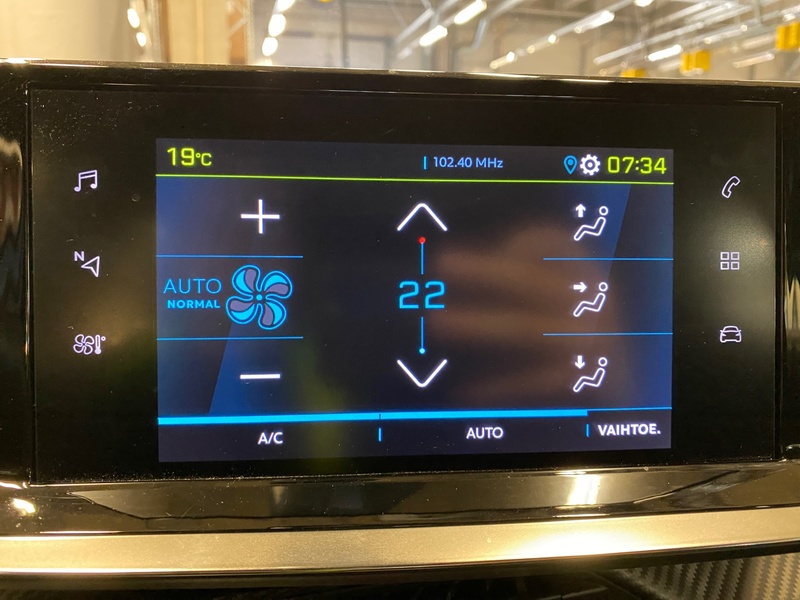 19°C
102.40 MHz
07:34
N
AUTO
NORMAL
22
A/C
AUTO
VAIHTOE.